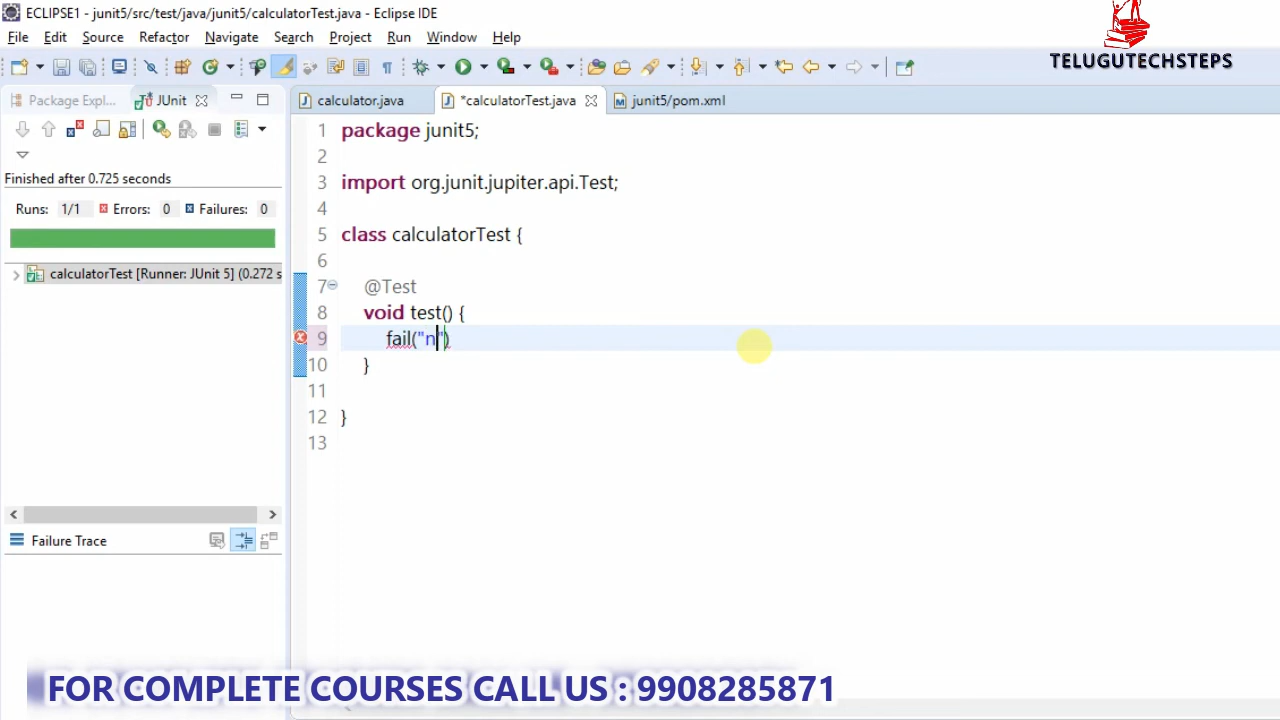 ECLIPSE1 - junit5/src/test/java/junit5/calculatorTest.java - Eclipse IDE
File Edit Source Refactor Navigate Search Project Run Window Help
TELUGUTECHSTEPS
Package Expl... JUnit
calculator.java *calculatorTest.java junit5/pom.xml
Finished after 0.725 seconds
Runs: 1/1 Errors: 0 Failures: 0
calculatorTest [Runner: JUnit 5] (0.272 s
Failure Trace
1 package junit5;
2
3 import org.junit.jupiter.api.Test;
4
5 class calculatorTest {
6
7 @Test
8 void test() {
9 fail("n")
10 }
11
12 }
13
FOR COMPLETE COURSES CALL US : 9908285871